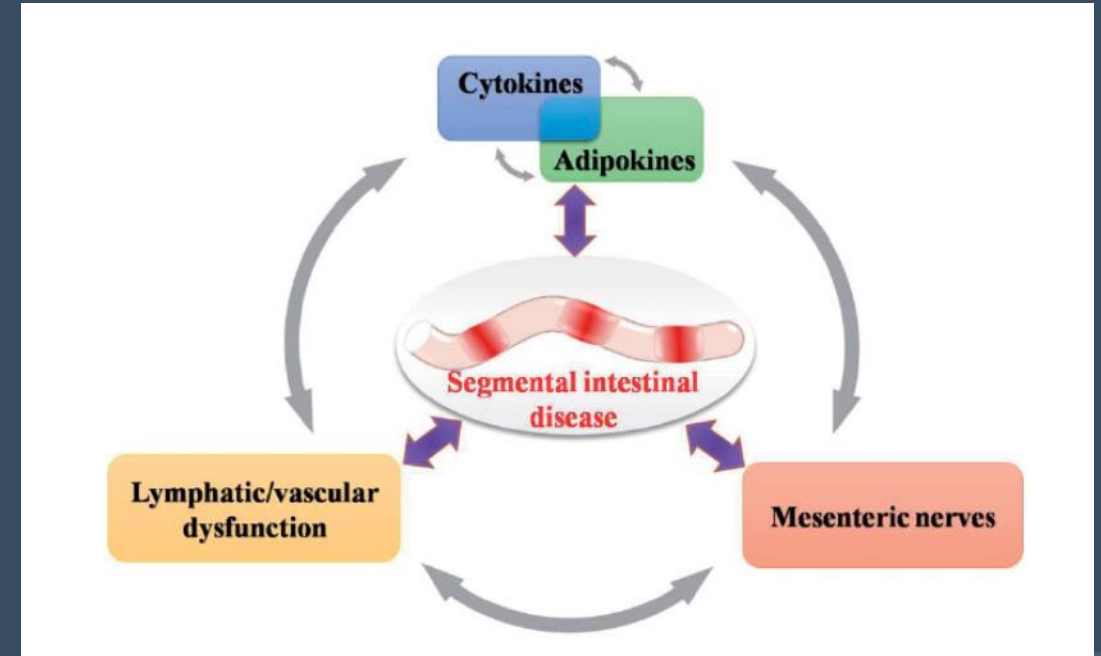 Cytokines
Adipokines
Segmental intestinal
disease
Lymphatic/vascular
dysfunction
Mesenteric nerves